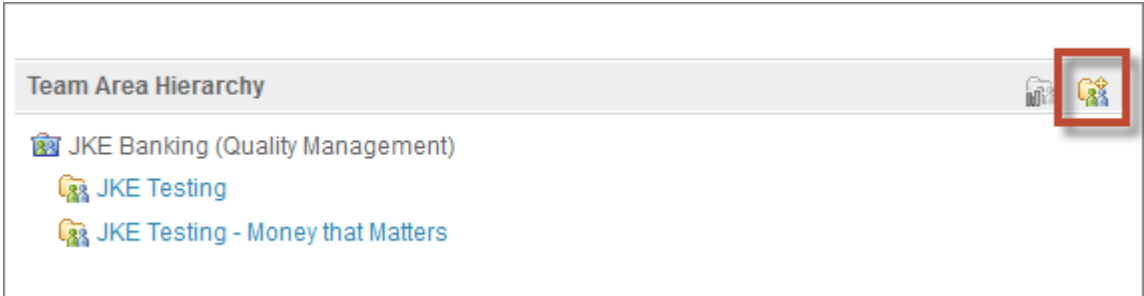 Team Area Hierarchy
JKE Banking (Quality Management)
JKE Testing
JKE Testing - Money that Matters